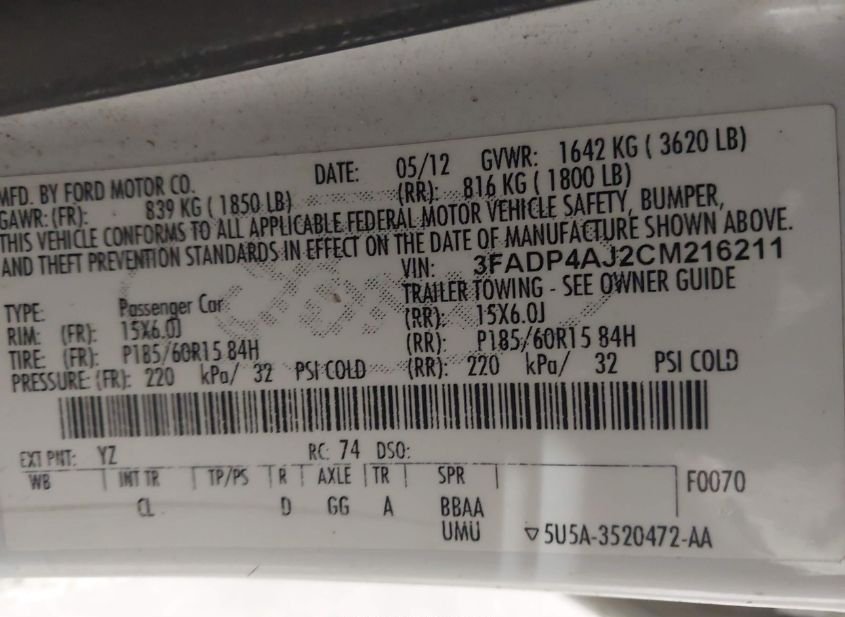 MFD. BY FORD MOTOR CO. DATE: 05/12 GVWR: 1642 KG ( 3620 LB)
GAWR: (FR): 839 KG ( 1850 LB) (RR): 816 KG ( 1800 LB)
THIS VEHICLE CONFORMS TO ALL APPLICABLE FEDERAL MOTOR VEHICLE SAFETY, BUMPER,
AND THEFT PREVENTION STANDARDS IN EFFECT ON THE DATE OF MANUFACTURE SHOWN ABOVE.
VIN: 3FADP4AJ2CM216211
TYPE: Passenger Car TRAILER TOWING - SEE OWNER GUIDE
RIM: (FR): 15X6.0J (RR): 15X6.0J
TIRE: (FR): P185/60R15 84H (RR): P185/60R15 84H
PRESSURE: (FR): 220 kPa/ 32 PSI COLD (RR): 220 kPa/ 32 PSI COLD
EXT PNT: YZ RC: 74 DSO:
WB INT TR TP/PS R AXLE TR SPR F0070
CL D GG A BBAA
UMU ▽5U5A-3520472-AA